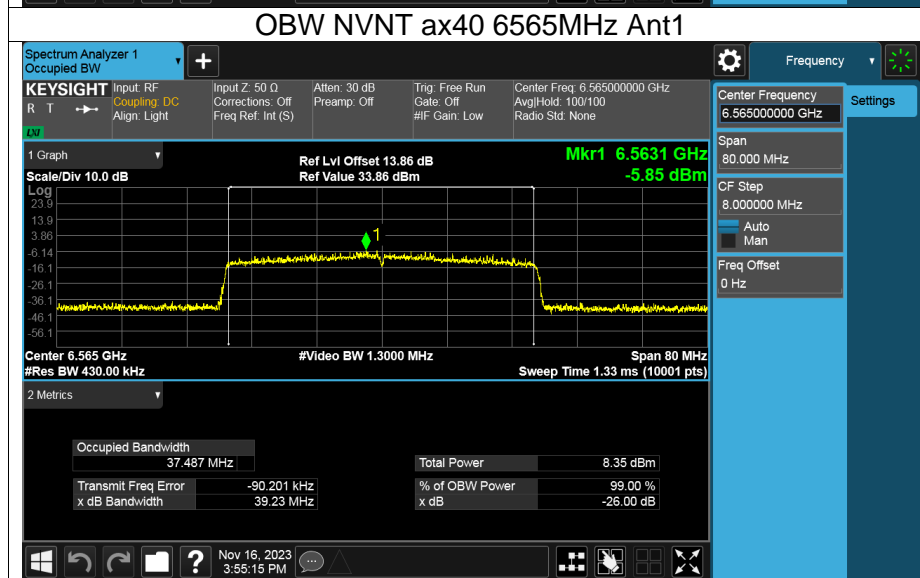 OBW NVNT ax40 6565MHz Ant1
Spectrum Analyzer 1
Occupied BW
+
Frequency
KEYSIGHT
R T
LXI
Input: RF
Coupling: DC
Align: Light
Input Z: 50 Ω
Corrections: Off
Freq Ref: Int (S)
Atten: 30 dB
Preamp: Off
Trig: Free Run
Gate: Off
#IF Gain: Low
Center Freq: 6.565000000 GHz
Avg|Hold: 100/100
Radio Std: None
Center Frequency
6.565000000 GHz
Settings
Span
80.000 MHz
CF Step
8.000000 MHz
Auto
Man
Freq Offset
0 Hz
1 Graph
Ref Lvl Offset 13.86 dB
Mkr1 6.5631 GHz
Scale/Div 10.0 dB
Ref Value 33.86 dBm
-5.85 dBm
Log
23.9
13.9
3.86
-6.14
-16.1
-26.1
-36.1
-46.1
-56.1
1
Center 6.565 GHz
#Video BW 1.3000 MHz
Span 80 MHz
#Res BW 430.00 kHz
Sweep Time 1.33 ms (10001 pts)
2 Metrics
Occupied Bandwidth
37.487 MHz
Total Power 8.35 dBm
Transmit Freq Error -90.201 kHz
% of OBW Power 99.00 %
x dB Bandwidth 39.23 MHz
x dB -26.00 dB
?
Nov 16, 2023
3:55:15 PM